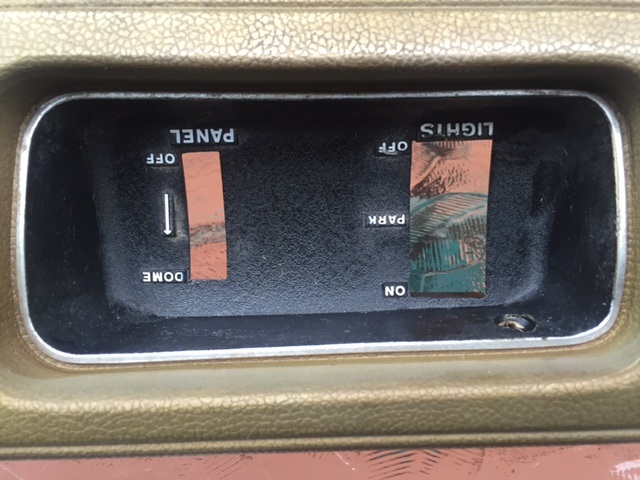 LIGHTS
OFF
PARK
ON
PANEL
OFF
DOME